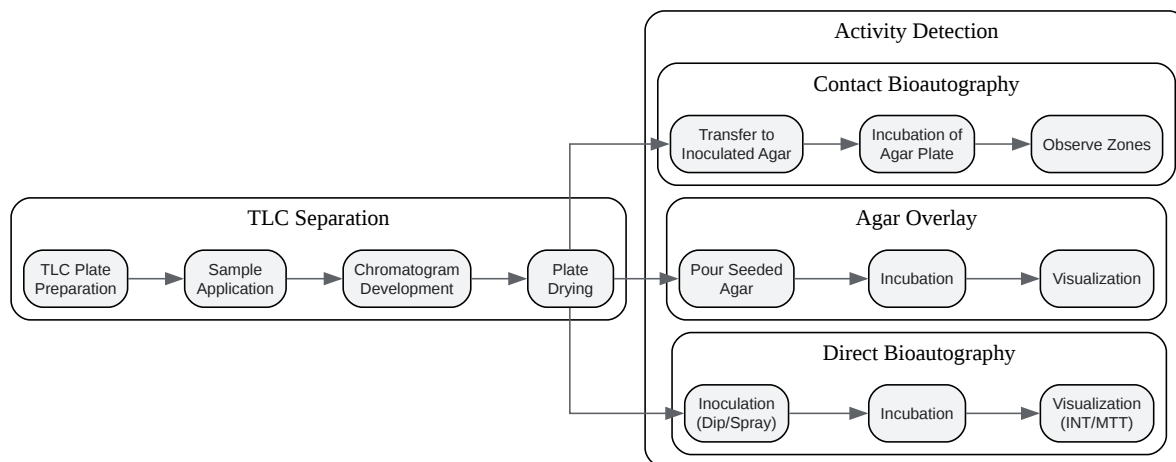 Activity Detection
Contact Bioautography
Transfer to
Inoculated Agar
Incubation of
Agar Plate
Observe Zones
TLC Separation
TLC Plate
Preparation
Sample
Application
Chromatogram
Development
Plate
Drying
Agar Overlay
Pour Seeded
Agar
Incubation
Visualization
Direct Bioautography
Inoculation
(Dip/Spray)
Incubation
Visualization
(INT/MTT)